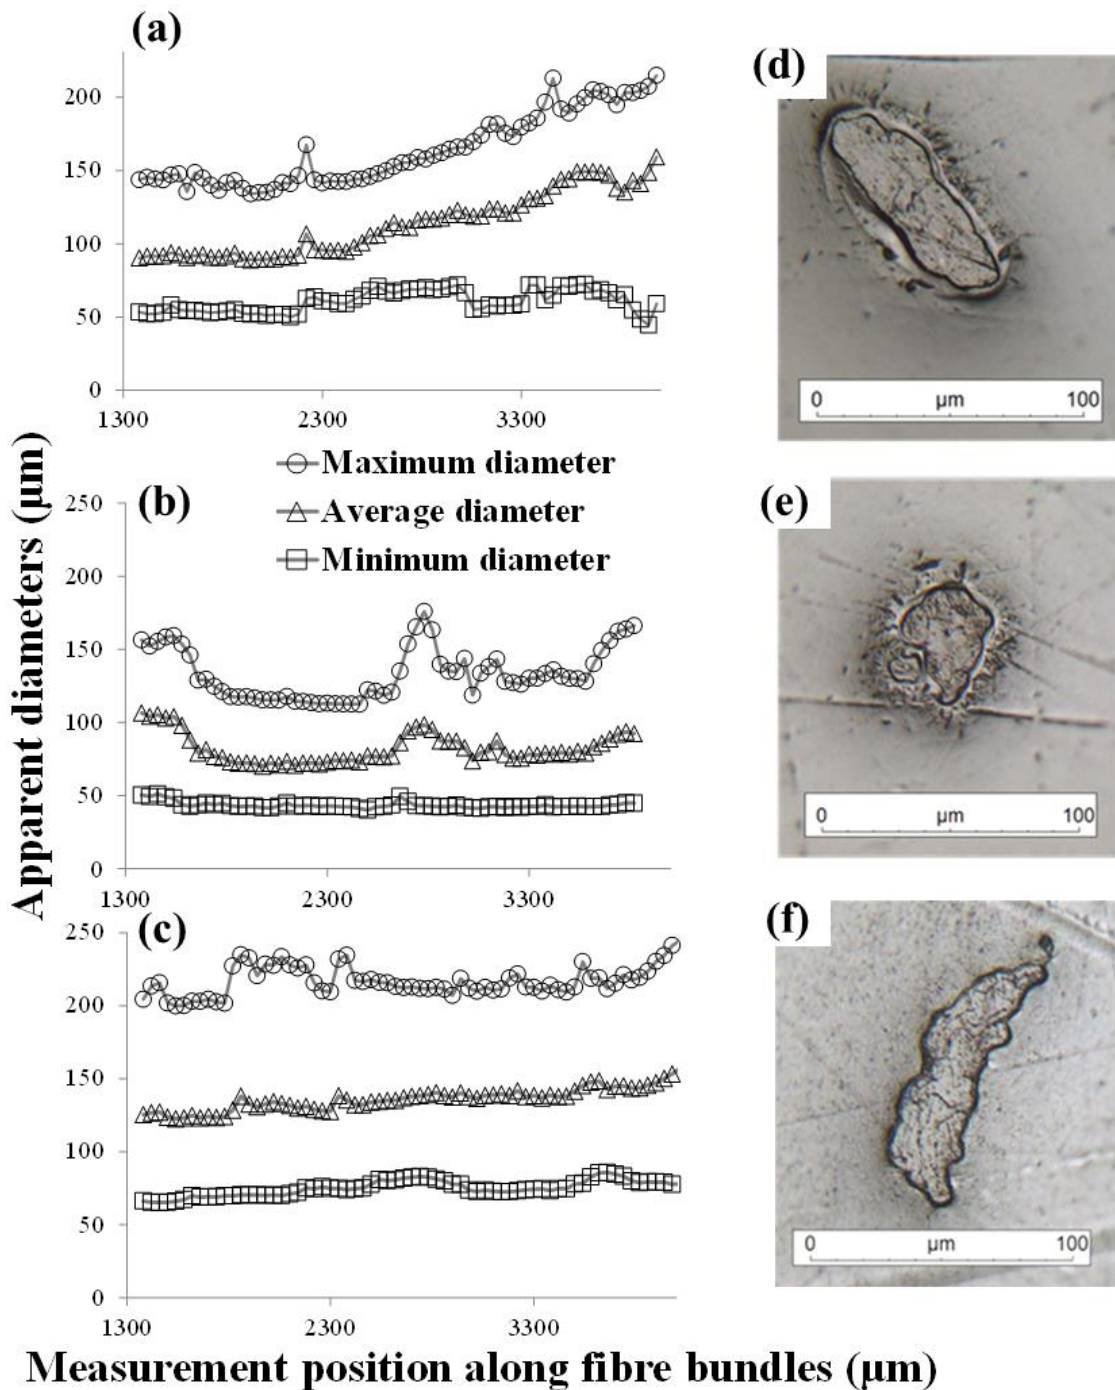 (a)
200
150
100
50
0
1300 2300 3300
(d)
0 µm 100
Maximum diameter
Average diameter
Minimum diameter
(b)
250
200
150
100
50
0
1300 2300 3300
(e)
0 µm 100
(c)
250
200
150
100
50
0
1300 2300 3300
(f)
0 µm 100
Apparent diameters (µm)
Measurement position along fibre bundles (µm)